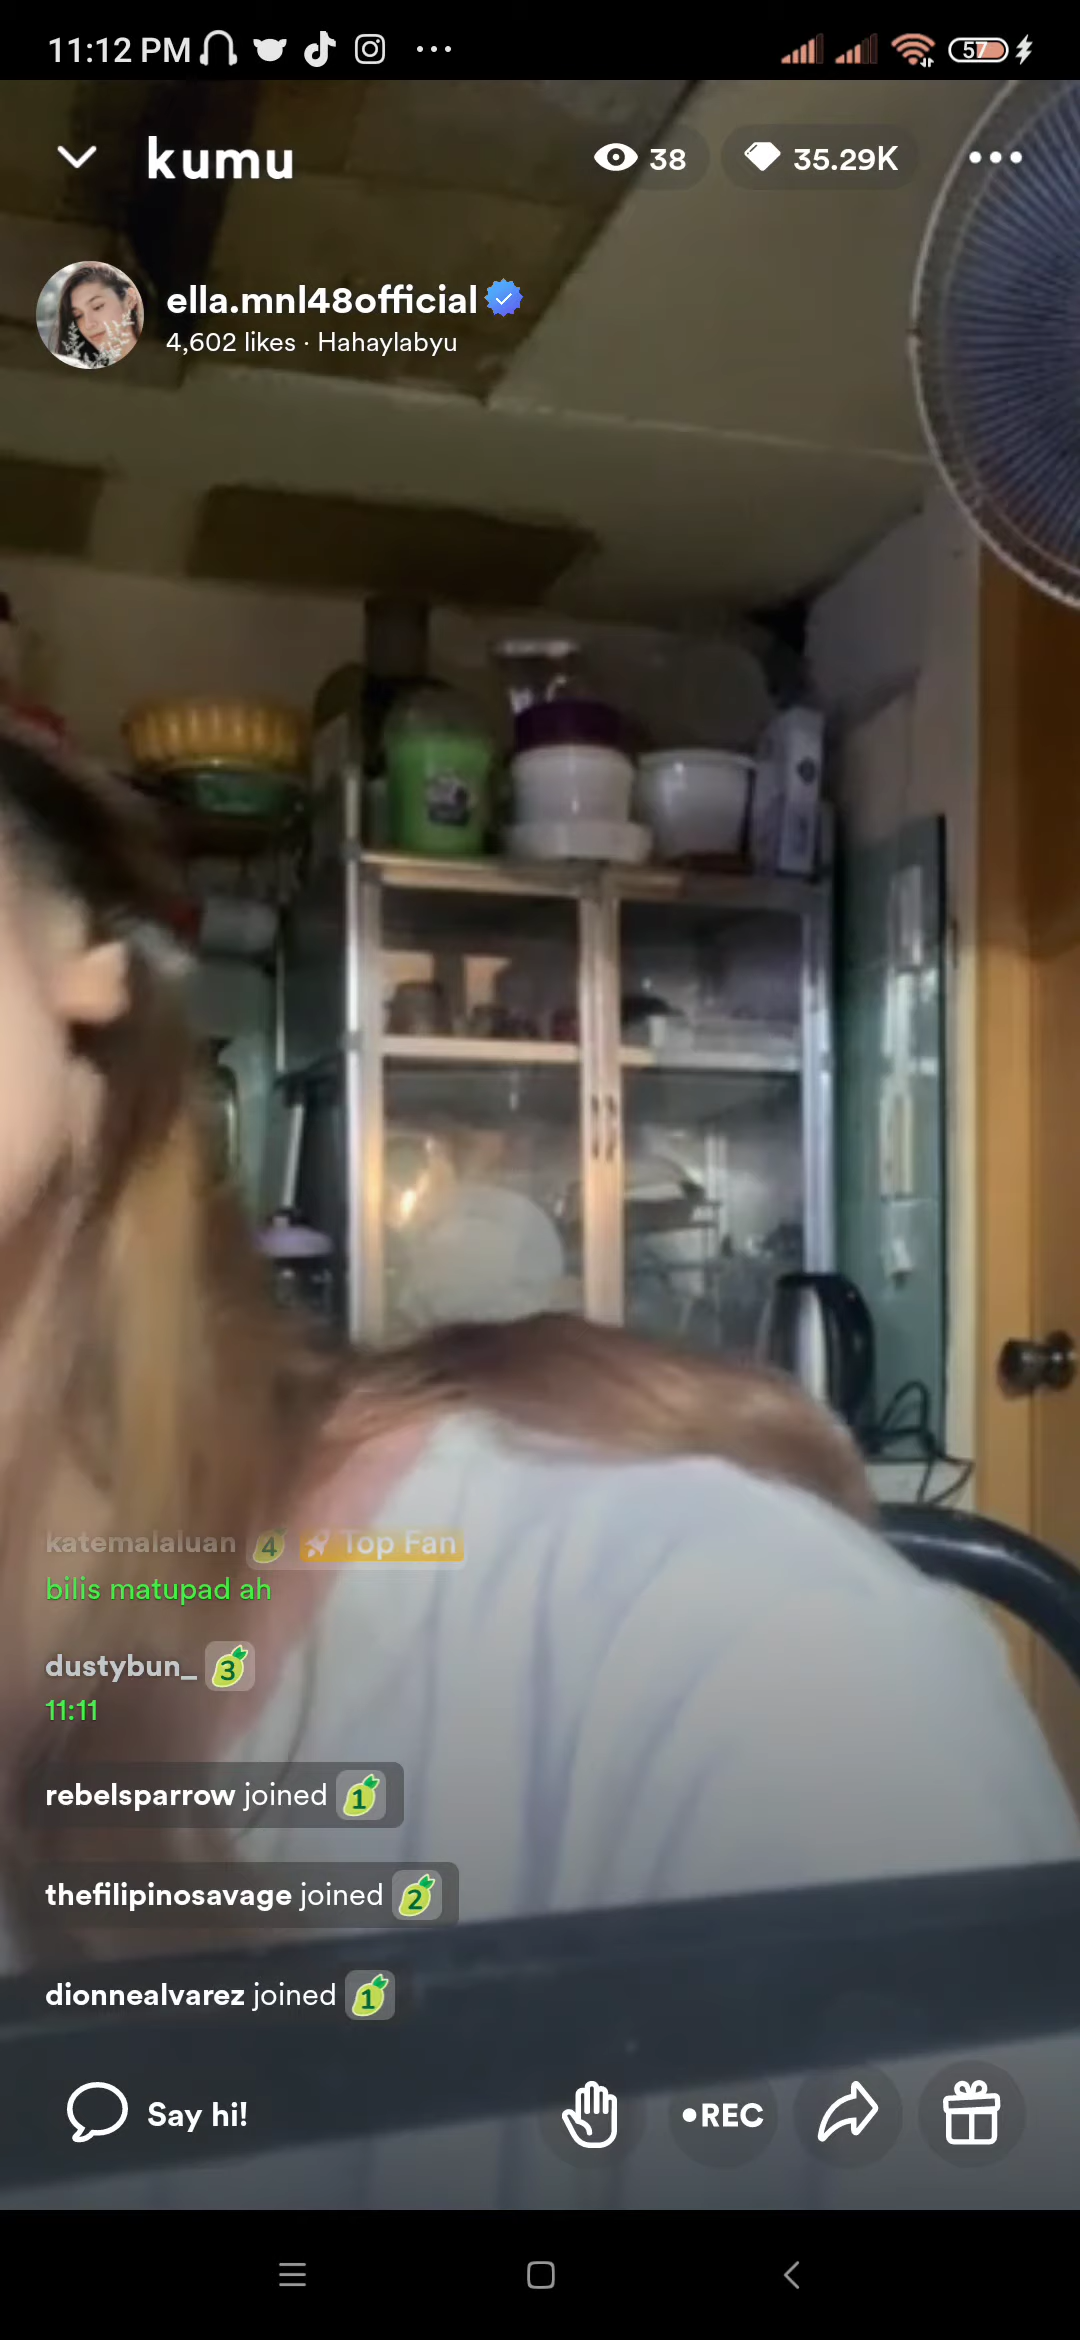 11:12 PM
57
kumu
38
35.29K
ella.mnl48official
4,602 likes · Hahaylabyu
katemalaluan 4 Top Fan
bilis matupad ah
dustybun_ 3
11:11
rebelsparrow joined 1
thefilipinosavage joined 2
dionnealvarez joined 1
Say hi!
•REC